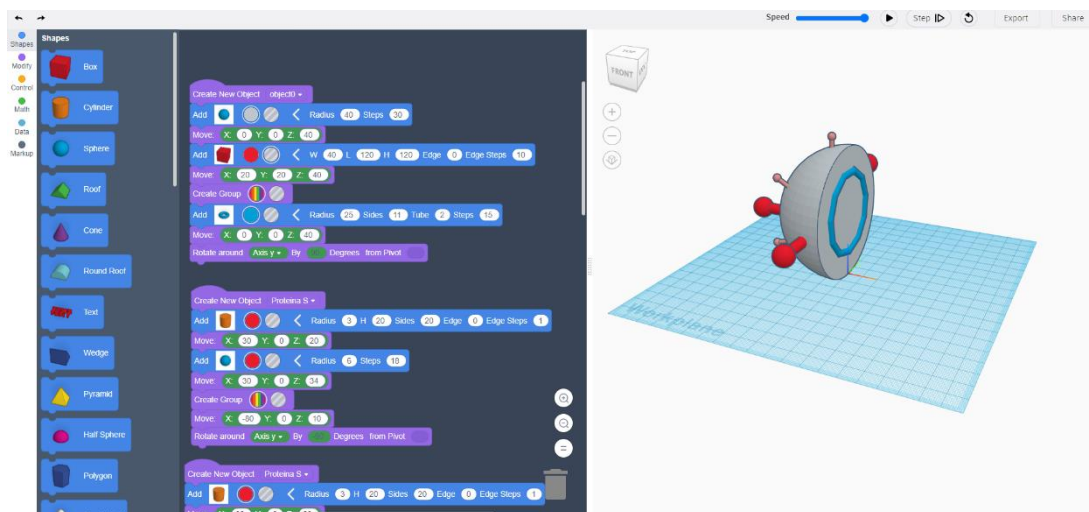 Speed Step Export Share
Shapes
Modify
Control
Math
Data
Markup
Shapes
Box
Cylinder
Sphere
Roof
Cone
Round Roof
Text
Wedge
Pyramid
Half Sphere
Polygon
Create New Object object0
Add Radius 40 Steps 30
Move: X: 0 Y: 0 Z: 40
Add W 40 L 120 H 120 Edge 0 Edge Steps 10
Move: X: 20 Y: 20 Z: 40
Create Group
Add Radius 25 Sides 11 Tube 2 Steps 15
Move: X: 0 Y: 0 Z: 40
Rotate around Axis y By 90 Degrees from Pivot
Create New Object Proteina S
Add Radius 3 H 20 Sides 20 Edge 0 Edge Steps 1
Move: X: 30 Y: 0 Z: 20
Add Radius 6 Steps 18
Move: X: 30 Y: 0 Z: 34
Create Group
Move: X: -60 Y: 0 Z: 10
Rotate around Axis y By Degrees from Pivot
Create New Object Proteina S
Add Radius 3 H 20 Sides 20 Edge 0 Edge Steps 1
TOP
FRONT
Workplane